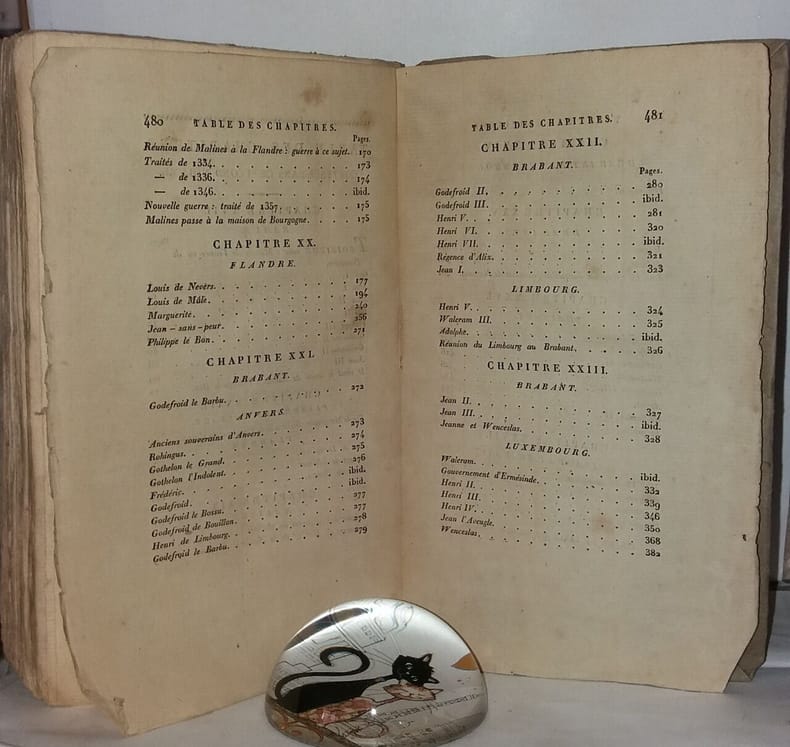 480 TABLE DES CHAPITRES.
Pages.
Réunion de Malines à la Flandre : guerre à ce sujet. 170
Traités de 1334. 173
— de 1336. 174
— de 1346. ibid.
Nouvelle guerre : traité de 1357. 175
Malines passe à la maison de Bourgogne. 175
CHAPITRE XX.
FLANDRE.
Louis de Nevers. 177
Louis de Mâle. 194
Marguerite. 240
Jean-sans-peur. 256
Philippe le Bon. 271
CHAPITRE XXI.
BRABANT.
Godefroid le Barbu. 272
ANVERS.
Anciens souverains d'Anvers. 273
Rohingus. 274
Gothelon le Grand. 275
Gothelon l'Indolent. 276
Frédéric. ibid.
Godefroid. ibid.
Godefroid le Bossu. 277
Godefroid de Bouillon. 277
Henri de Limbourg. 278
Godefroid le Barbu. 279
TABLE DES CHAPITRES. 481
CHAPITRE XXII.
BRABANT.
Pages.
Godefroid II. 280
Godefroid III. ibid.
Henri V. 281
Henri VI. 320
Henri VII. ibid.
Régence d'Alix. 321
Jean I. 323
LIMBOURG.
Henri V. 324
Waleram III. 325
Adolphe. ibid.
Réunion du Limbourg au Brabant. 326
CHAPITRE XXIII.
BRABANT.
Jean II. 327
Jean III. ibid.
Jeanne et Wenceslas. 328
LUXEMBOURG.
Waleram. ibid.
Gouvernement d'Ermésinde. 332
Henri II. 339
Henri III. 346
Henri IV. 350
Jean l'Aveugle. 368
Wenceslas. 382